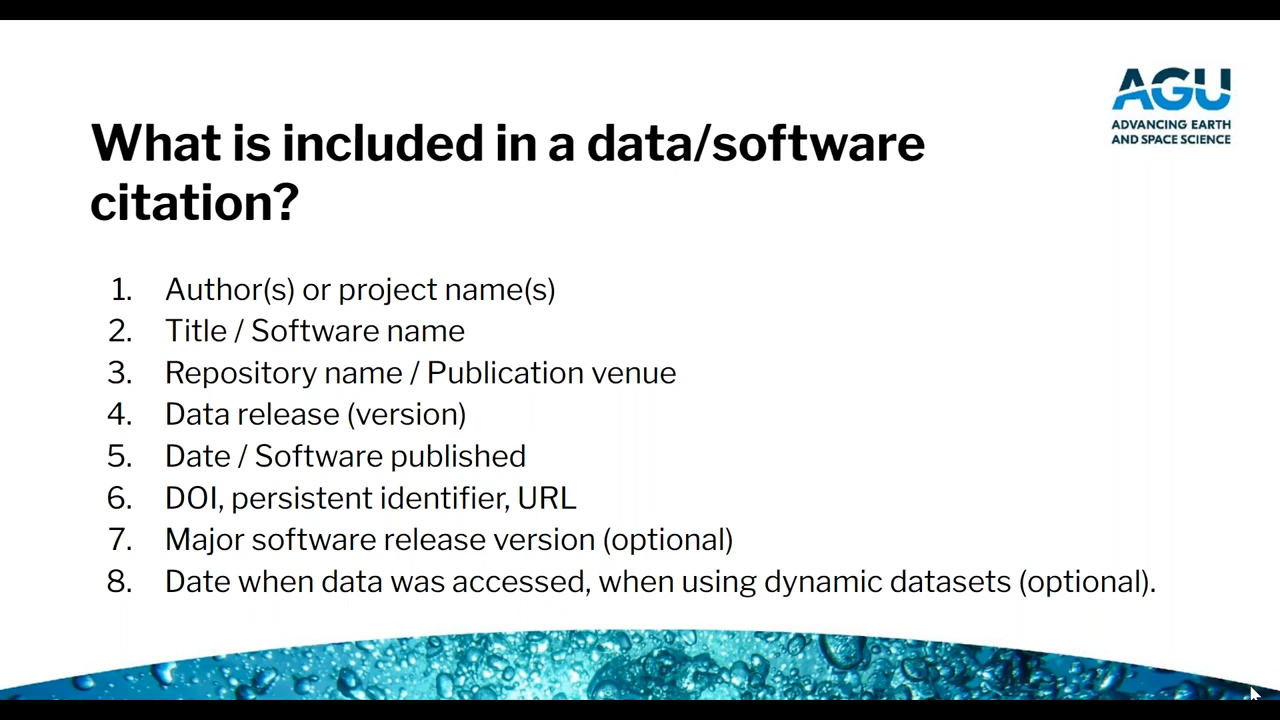 AGU
ADVANCING EARTH
AND SPACE SCIENCE
What is included in a data/software
citation?
1. Author(s) or project name(s)
2. Title / Software name
3. Repository name / Publication venue
4. Data release (version)
5. Date / Software published
6. DOI, persistent identifier, URL
7. Major software release version (optional)
8. Date when data was accessed, when using dynamic datasets (optional).